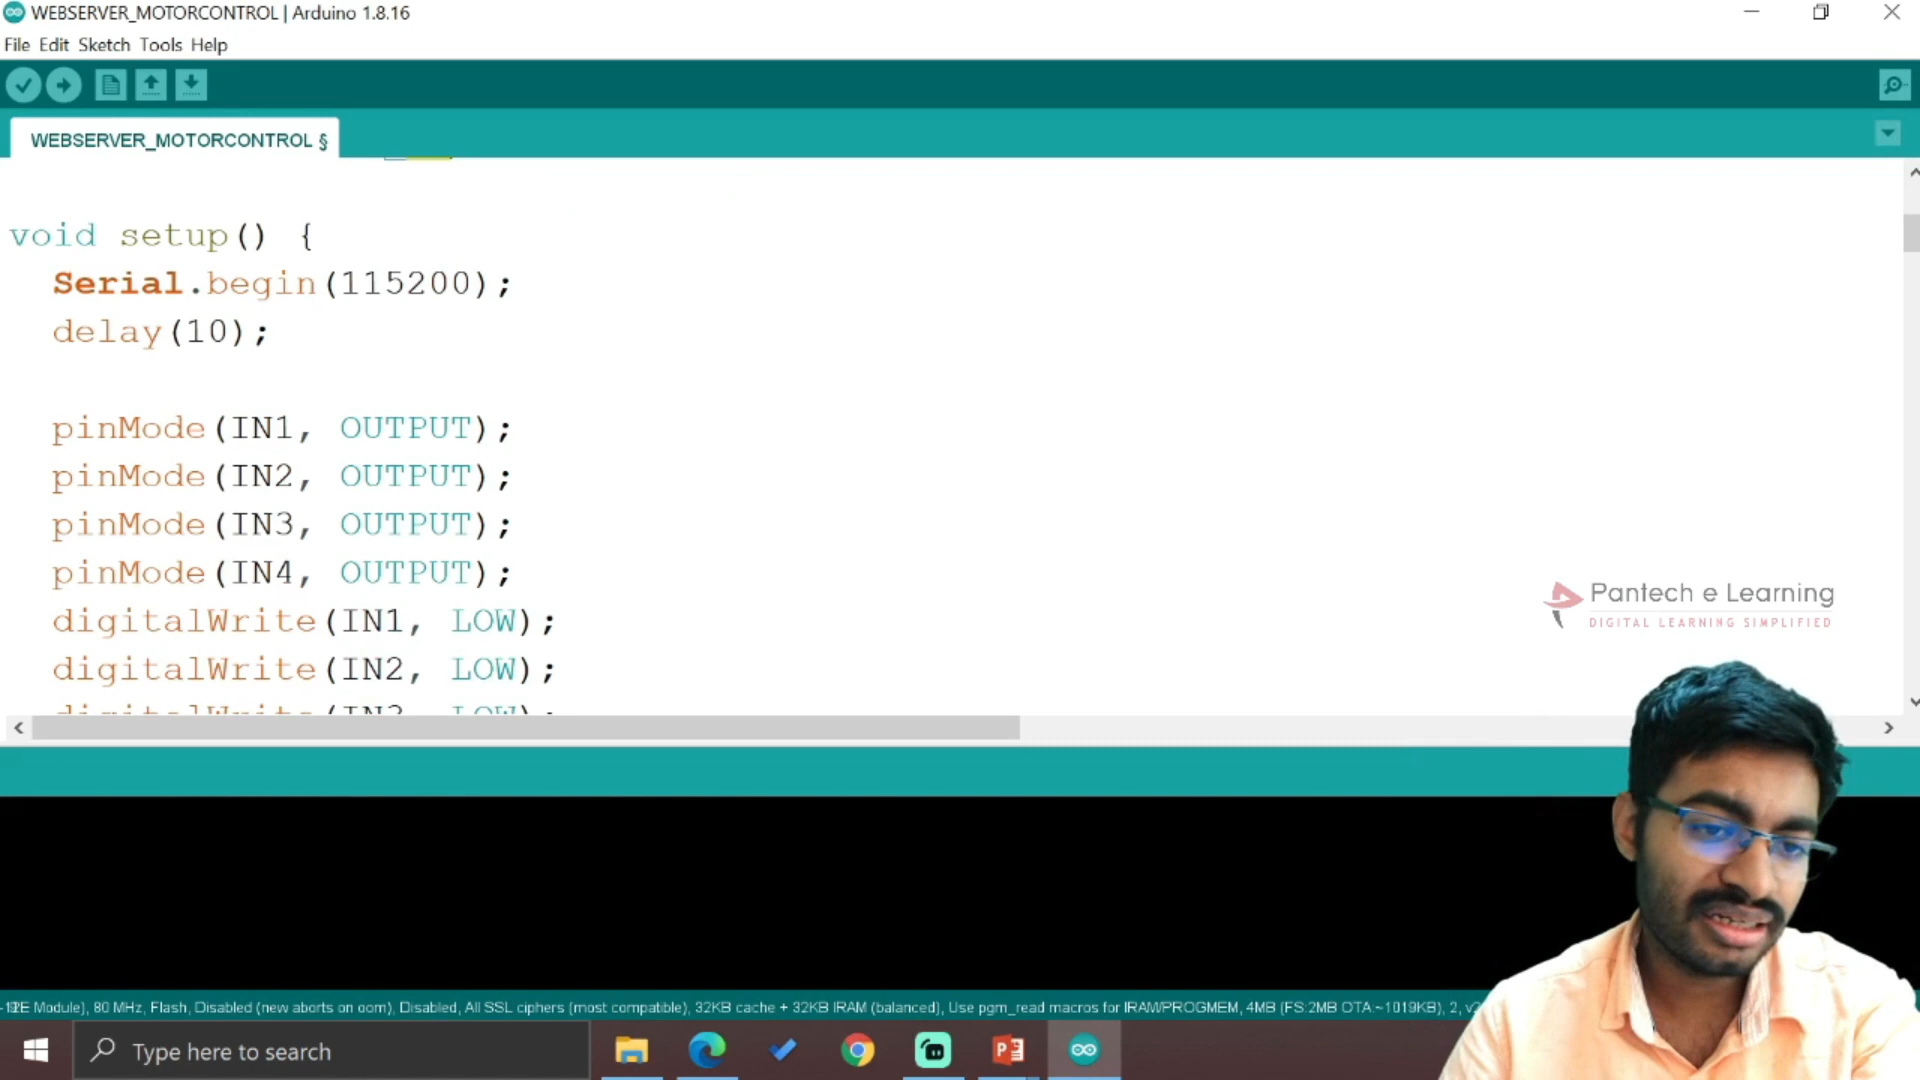 WEBSERVER_MOTORCONTROL | Arduino 1.8.16
File Edit Sketch Tools Help
WEBSERVER_MOTORCONTROL §
void setup() {
Serial.begin(115200);
delay(10);
pinMode(IN1, OUTPUT);
pinMode(IN2, OUTPUT);
pinMode(IN3, OUTPUT);
pinMode(IN4, OUTPUT);
digitalWrite(IN1, LOW);
digitalWrite(IN2, LOW);
digitalWrite(IN3, LOW);
Pantech e Learning
DIGITAL LEARNING SIMPLIFIED
Module), 80 MHz, Flash, Disabled (new aborts on oom), Disabled, All SSL ciphers (most compatible), 32KB cache + 32KB IRAM (balanced), Use pgm_read macros for IRAM/PROGMEM, 4MB (FS:2MB OTA:~1019KB), 2,
Type here to search